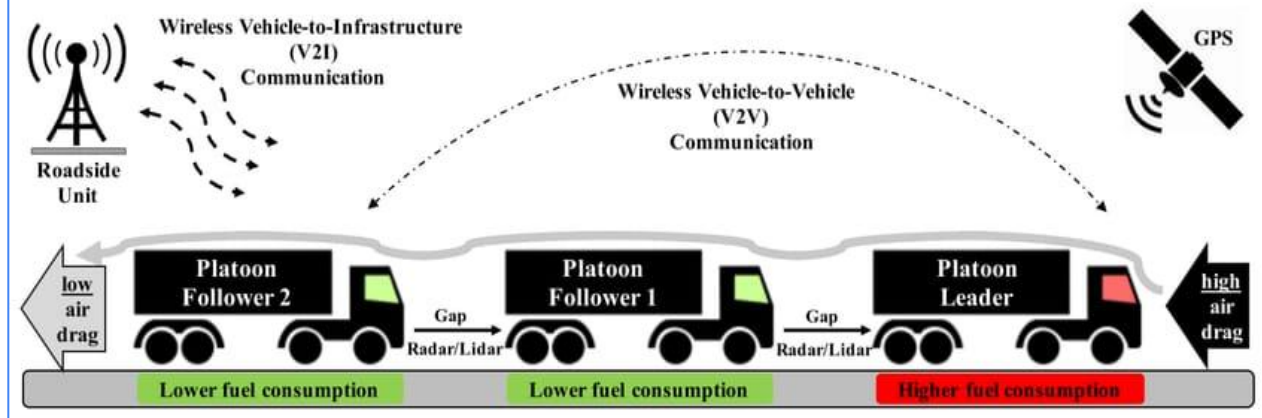 Wireless Vehicle-to-Infrastructure
(V2I)
Communication
GPS
Wireless Vehicle-to-Vehicle
(V2V)
Communication
Roadside
Unit
low
air
drag
Platoon
Follower 2
Gap
Radar/Lidar
Platoon
Follower 1
Gap
Radar/Lidar
Platoon
Leader
high
air
drag
Lower fuel consumption
Lower fuel consumption
Higher fuel consumption